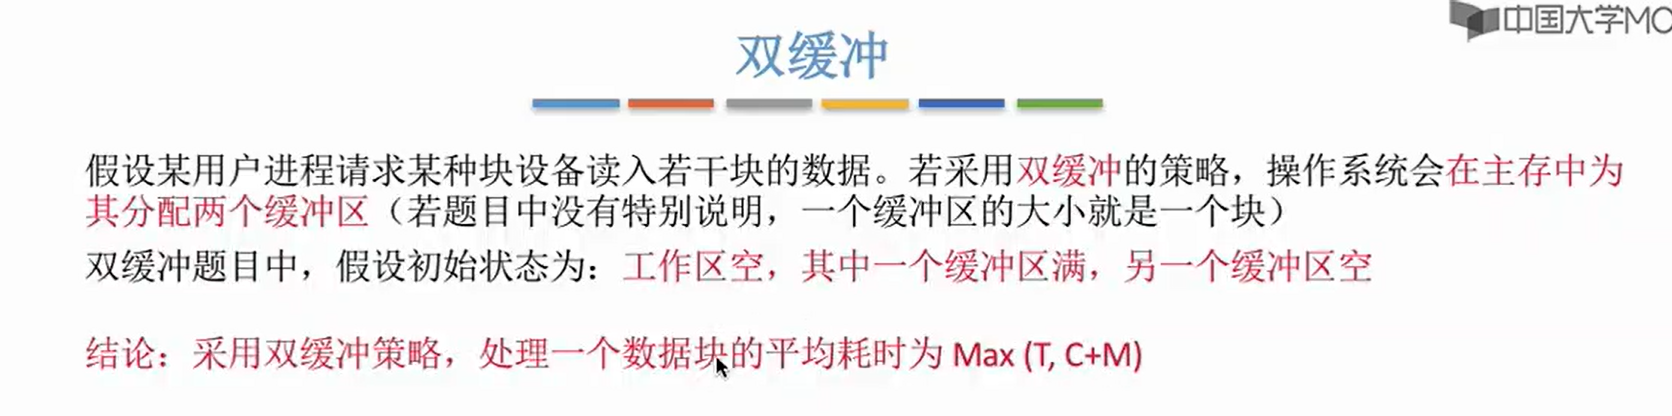 中国大学MO
双缓冲
假设某用户进程请求某种块设备读入若干块的数据。若采用双缓冲的策略，操作系统会在主存中为
其分配两个缓冲区（若题目中没有特别说明，一个缓冲区的大小就是一个块）
双缓冲题目中，假设初始状态为：工作区空，其中一个缓冲区满，另一个缓冲区空
结论：采用双缓冲策略，处理一个数据块的平均耗时为 Max (T, C+M)